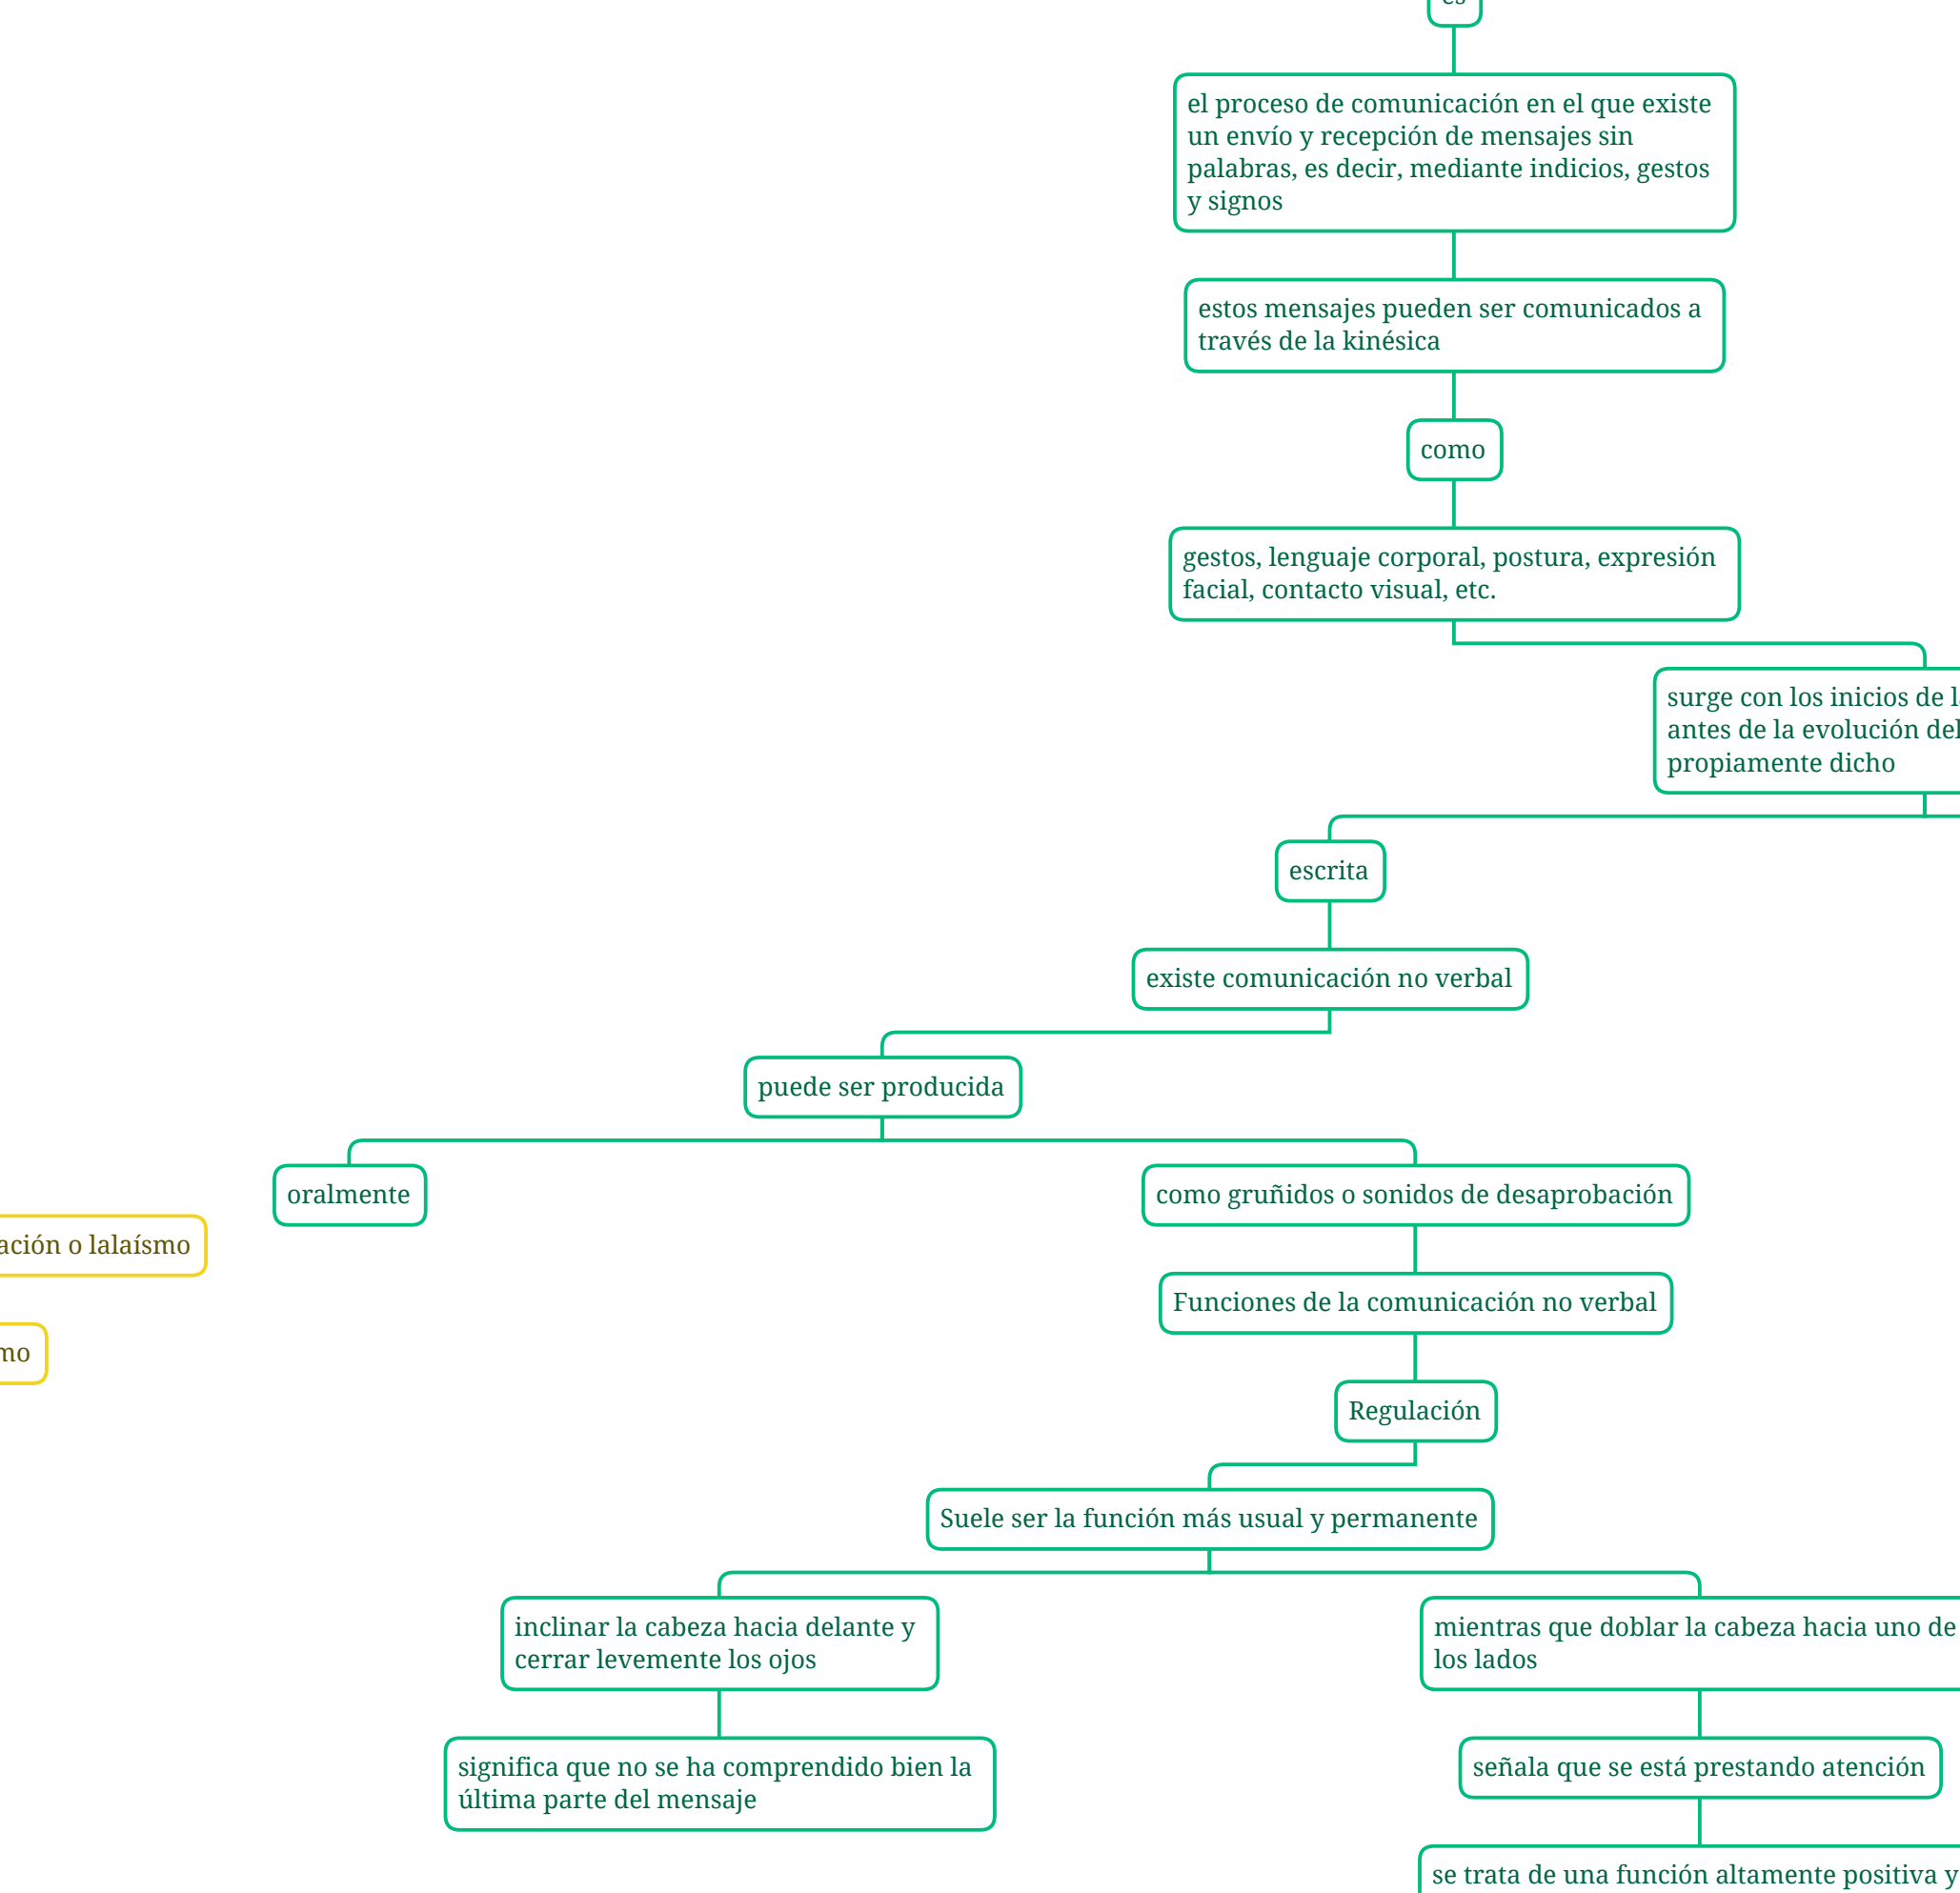 es
el proceso de comunicación en el que existe
un envío y recepción de mensajes sin
palabras, es decir, mediante indicios, gestos
y signos
estos mensajes pueden ser comunicados a
través de la kinésica
como
gestos, lenguaje corporal, postura, expresión
facial, contacto visual, etc.
surge con los inicios de
antes de la evolución
propiamente dicho
escrita
existe comunicación no verbal
puede ser producida
oralmente
como gruñidos o sonidos de desaprobación
o lalaísmo
Funciones de la comunicación no verbal
Regulación
Suele ser la función más usual y permanente
inclinar la cabeza hacia delante y
cerrar levemente los ojos
mientras que doblar la cabeza hacia uno de
los lados
significa que no se ha comprendido bien la
última parte del mensaje
señala que se está prestando atención
se trata de una función altamente positiva y